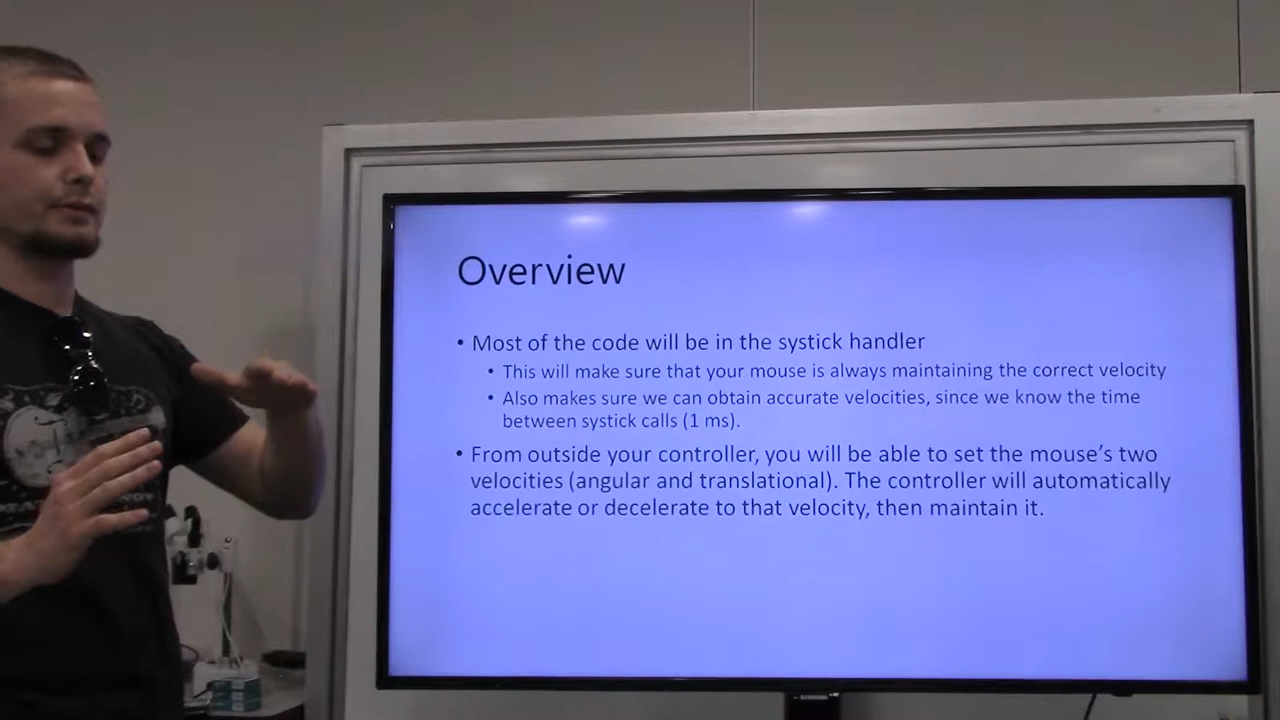 Overview
• Most of the code will be in the systick handler
• This will make sure that your mouse is always maintaining the correct velocity
• Also makes sure we can obtain accurate velocities, since we know the time
between systick calls (1 ms).
• From outside your controller, you will be able to set the mouse's two
velocities (angular and translational). The controller will automatically
accelerate or decelerate to that velocity, then maintain it.
SAMSUNG